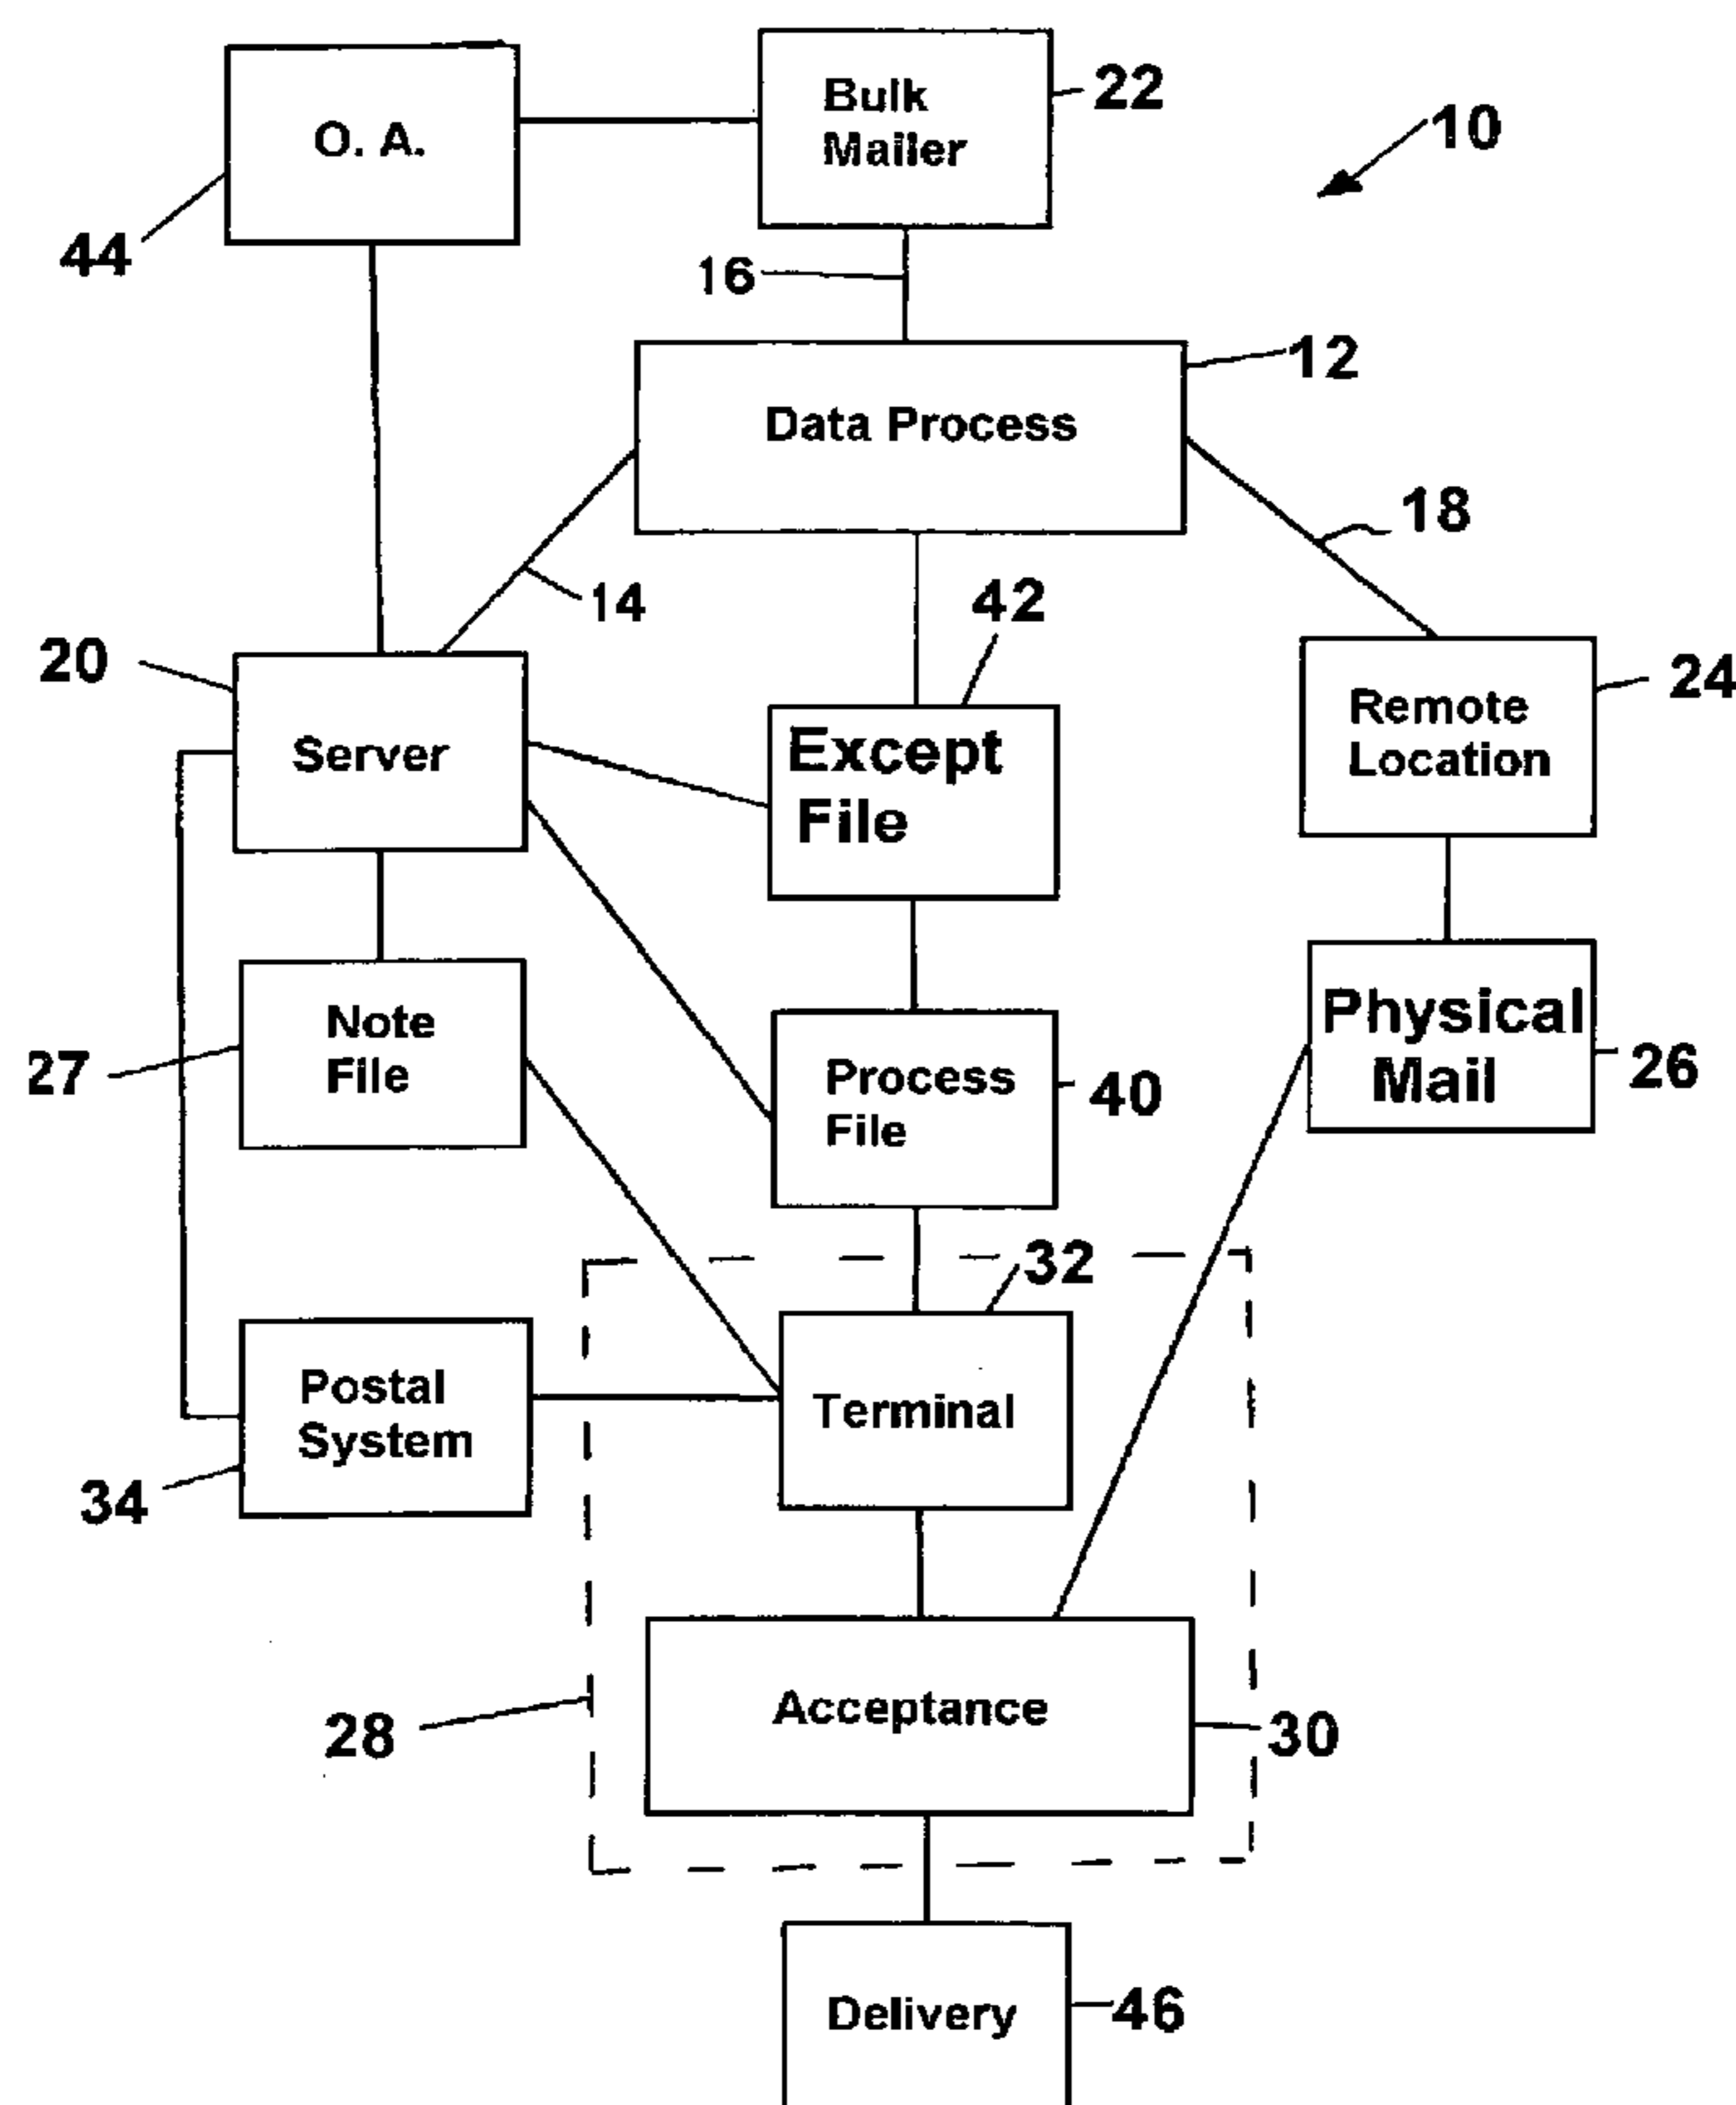 O. A.
Bulk
Mailer
22
10
44
16
12
Data Process
18
14
42
20
24
Server
Except
File
Remote
Location
Note
File
27
Physical
Mail
26
Process
File
40
32
Postal
System
Terminal
34
Acceptance
28
30
Delivery
46